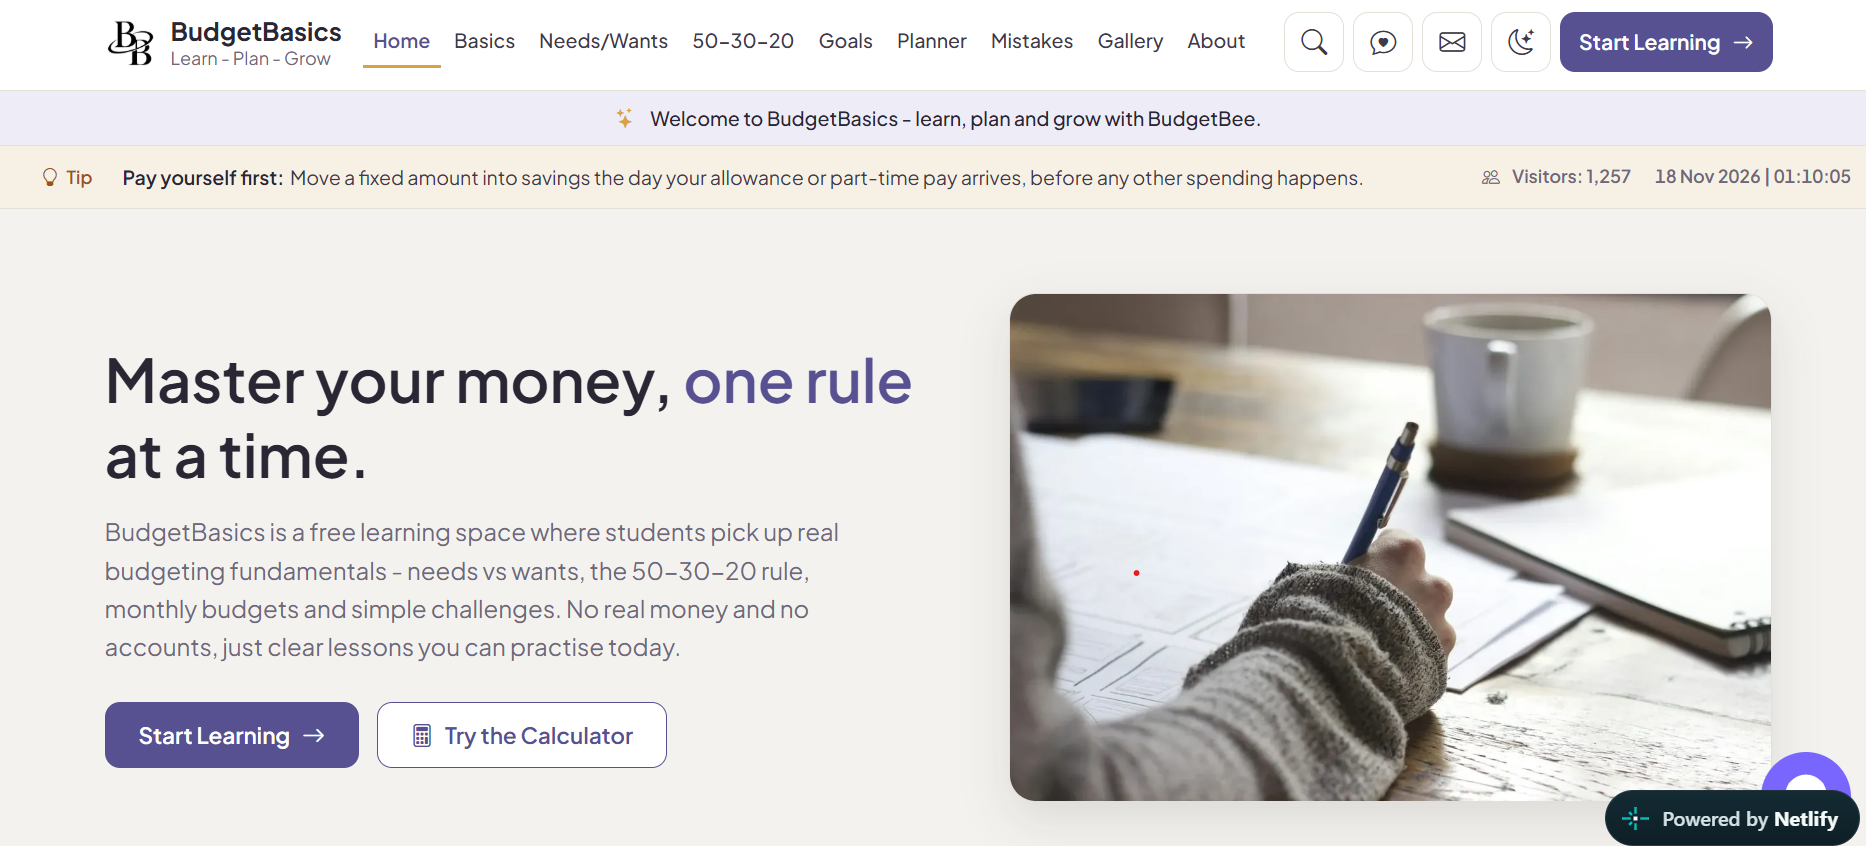 BB
BudgetBasics
Learn - Plan - Grow
Home Basics Needs/Wants 50-30-20 Goals Planner Mistakes Gallery About
Start Learning →
Welcome to BudgetBasics - learn, plan and grow with BudgetBee.
Tip Pay yourself first: Move a fixed amount into savings the day your allowance or part-time pay arrives, before any other spending happens. Visitors: 1,257 18 Nov 2026 | 01:10:05
Master your money, one rule
at a time.
BudgetBasics is a free learning space where students pick up real
budgeting fundamentals - needs vs wants, the 50-30-20 rule,
monthly budgets and simple challenges. No real money and no
accounts, just clear lessons you can practise today.
Start Learning → Try the Calculator
Powered by Netlify